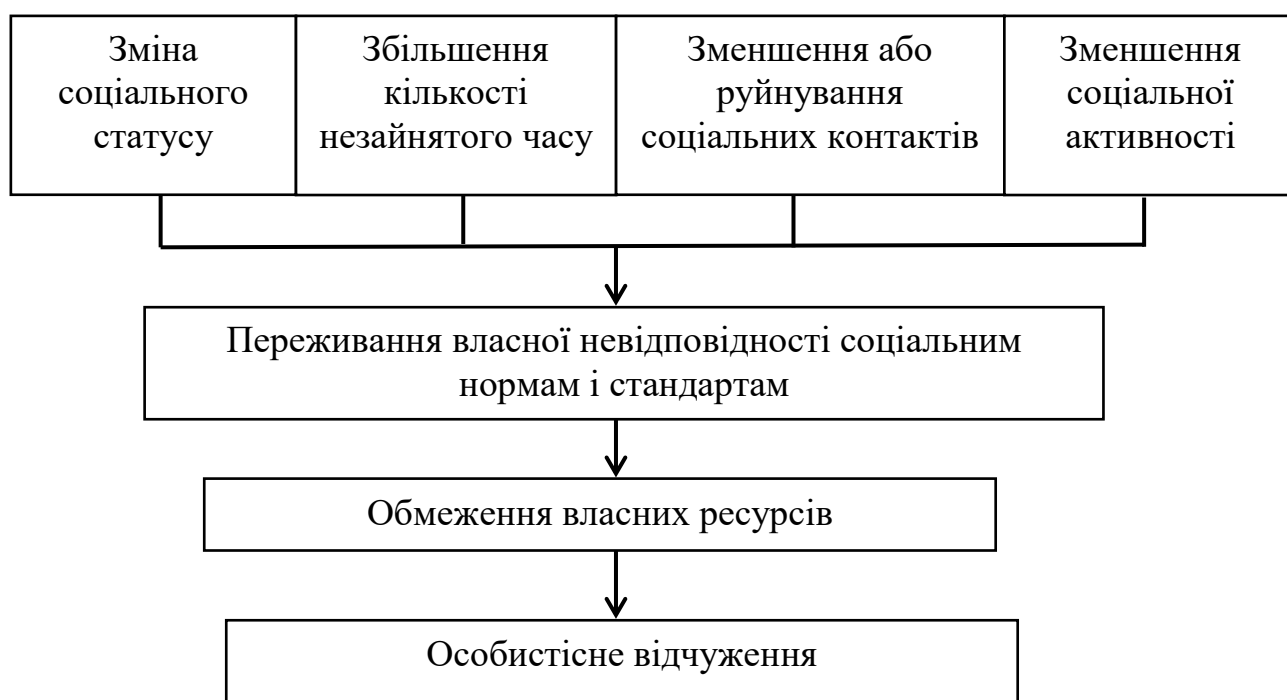 Зміна
соціального
статусу
Збільшення
кількості
незайнятого часу
Зменшення або
руйнування
соціальних контактів
Зменшення
соціальної
активності
Переживання власної невідповідності соціальним
нормам і стандартам
Обмеження власних ресурсів
Особистісне відчуження